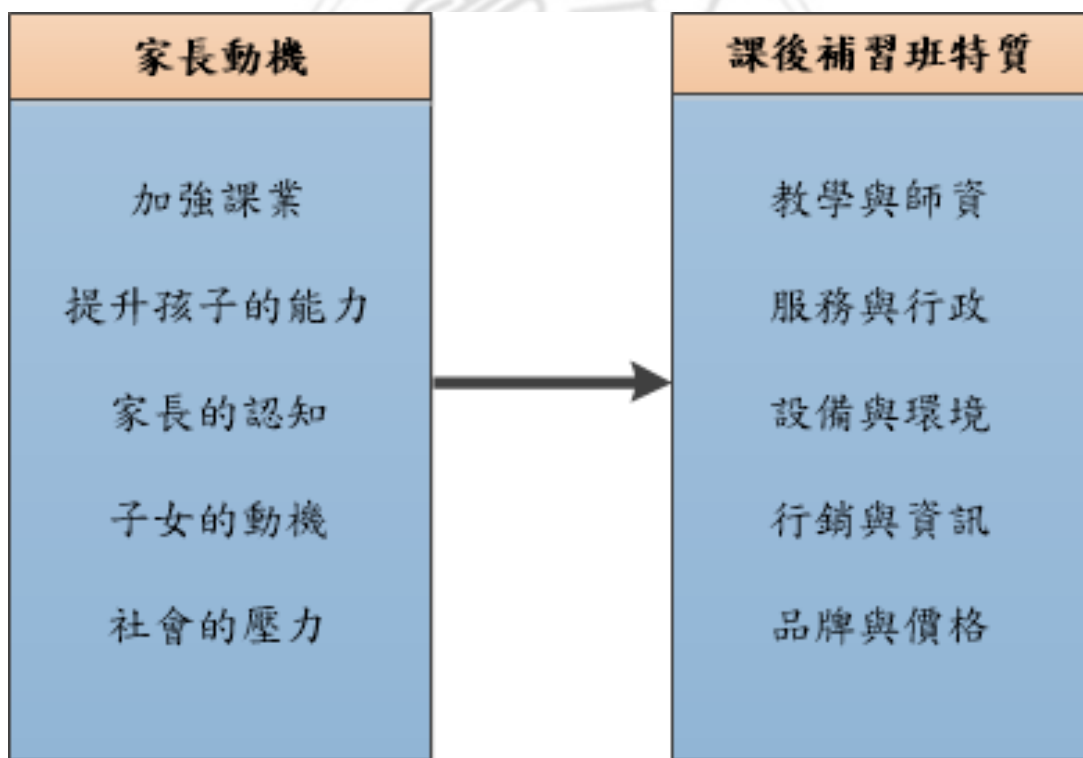 家長動機
加強課業
提升孩子的能力
家長的認知
子女的動機
社會的壓力
課後補習班特質
教學與師資
服務與行政
設備與環境
行銷與資訊
品牌與價格